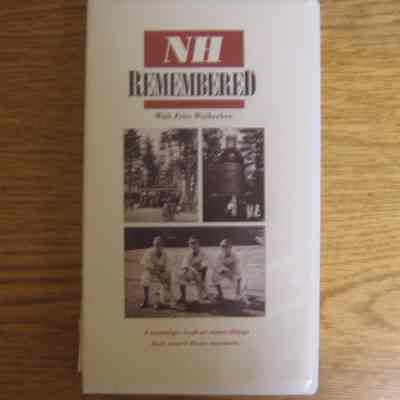 NH
REMEMBERED
With Fritz Wetherbee
A nostalgic look at some things
that aren't there anymore.